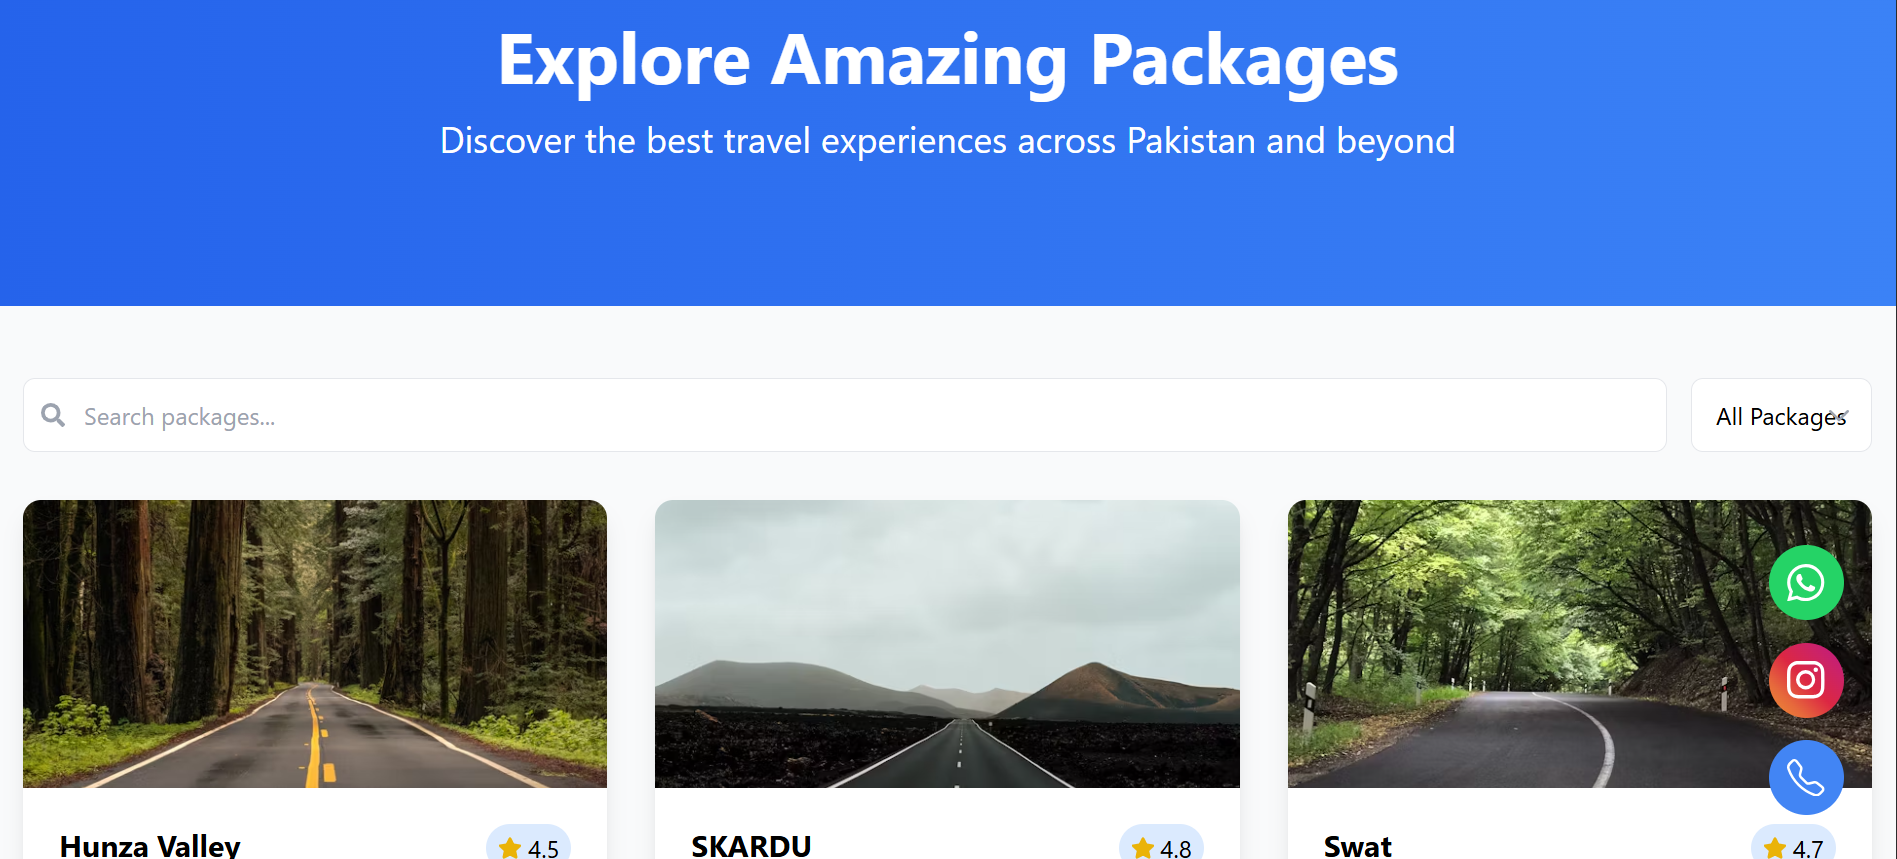 Explore Amazing Packages
Discover the best travel experiences across Pakistan and beyond
Search packages...
All Packages
Hunza Valley
4.5
SKARDU
4.8
Swat
4.7